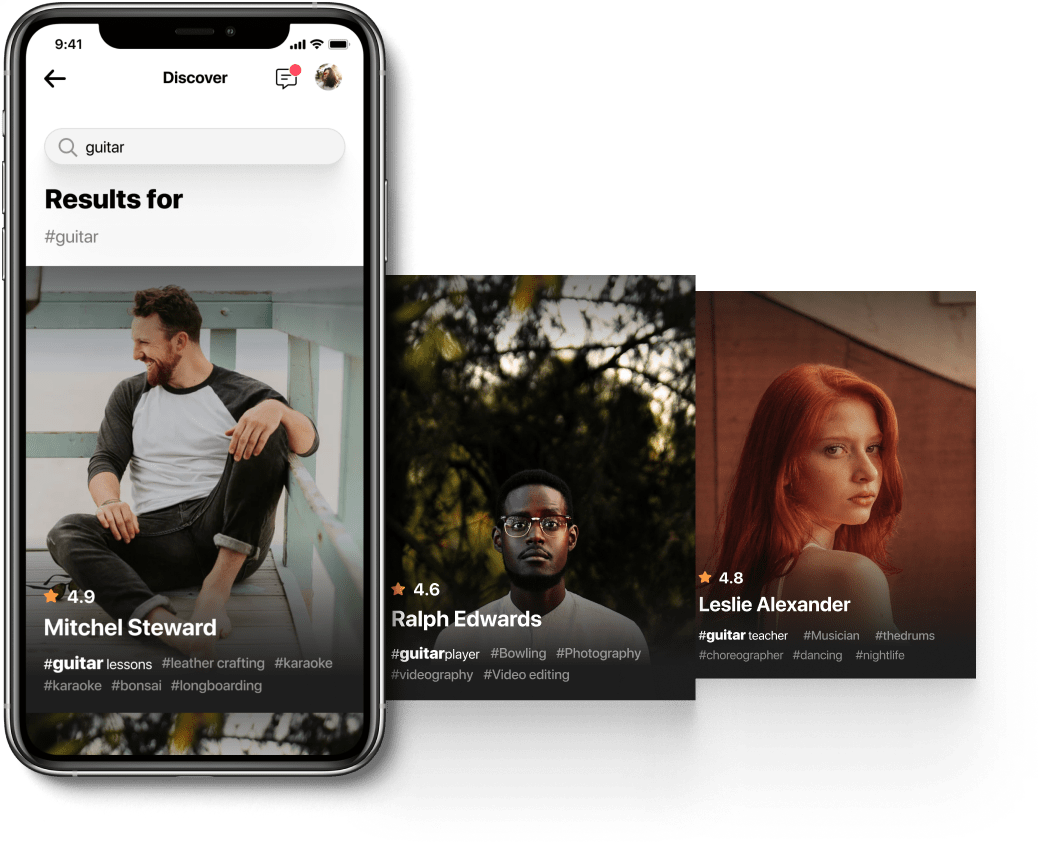 9:41
Discover
guitar
Results for
#guitar
4.9
Mitchel Steward
#guitar lessons #leather crafting #karaoke
#karaoke #bonsai #longboarding
4.6
Ralph Edwards
#guitarplayer #Bowling #Photography
#videography #Video editing
4.8
Leslie Alexander
#guitar teacher #Musician #thedrums
#choreographer #dancing #nightlife